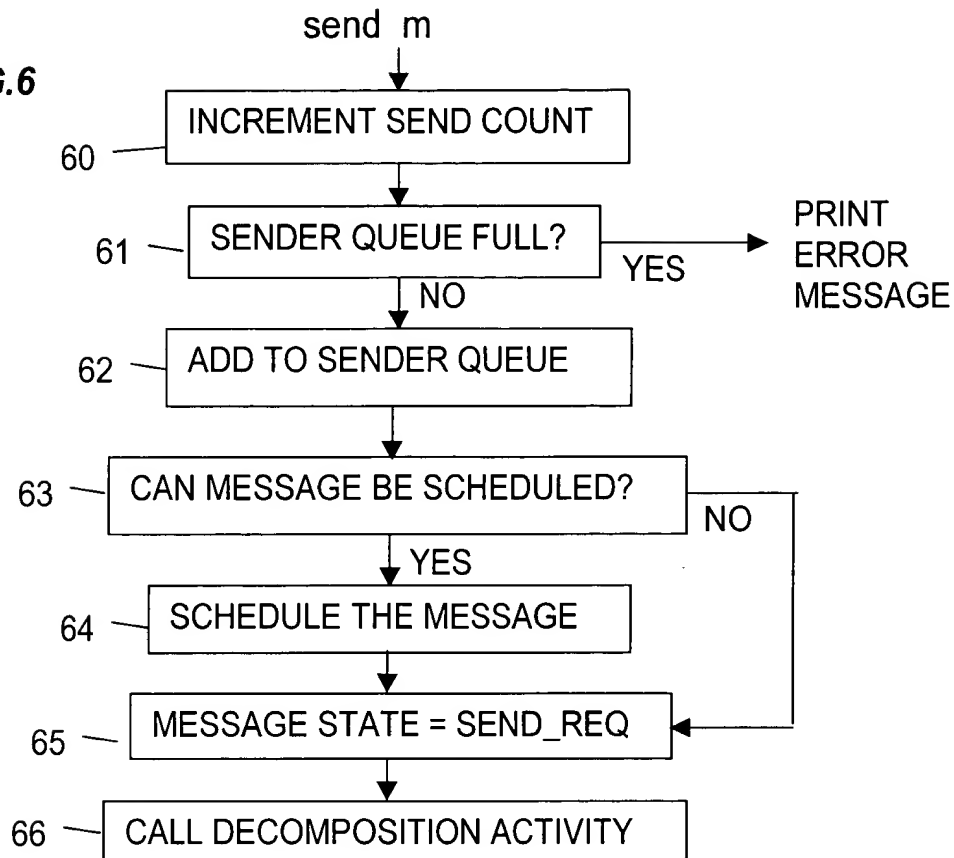 send m
G.6
INCREMENT SEND COUNT
60
SENDER QUEUE FULL?
61
YES
PRINT
ERROR
MESSAGE
NO
ADD TO SENDER QUEUE
62
CAN MESSAGE BE SCHEDULED?
63
NO
YES
SCHEDULE THE MESSAGE
64
MESSAGE STATE = SEND_REQ
65
CALL DECOMPOSITION ACTIVITY
66